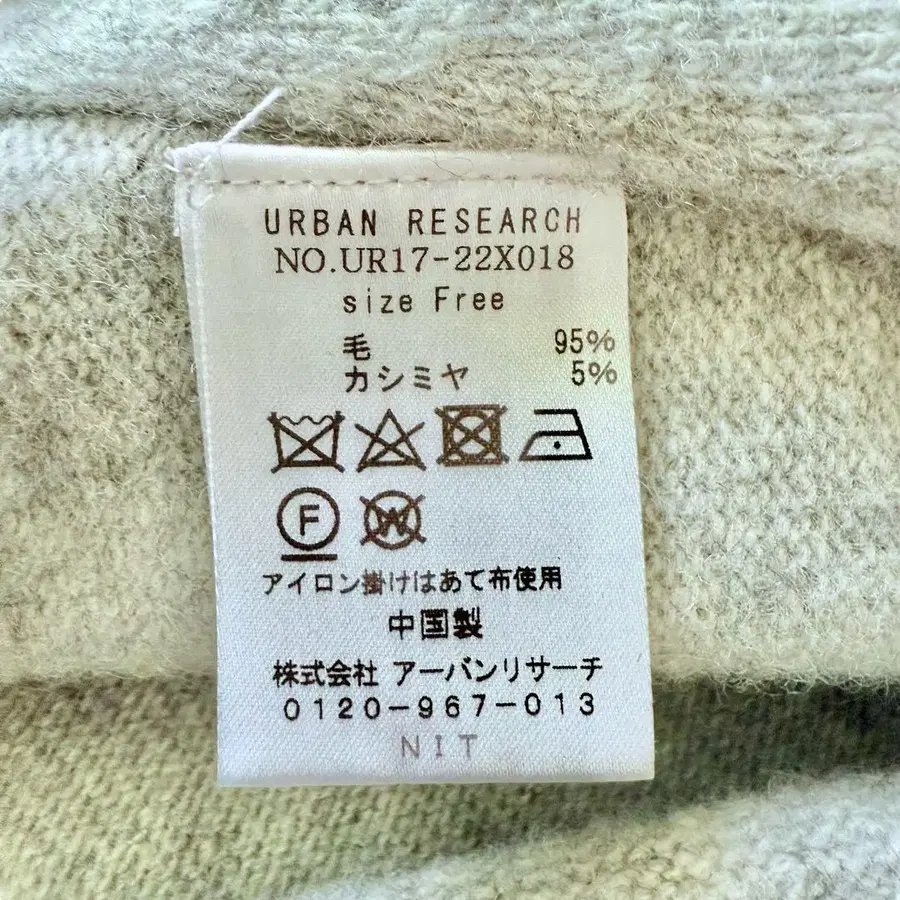 URBAN RESEARCH
NO.UR17-22X018
size Free
毛 95%
カシミヤ 5%
F W
アイロン掛けはあて布使用
中国製
株式会社 アーバンリサーチ
0120-967-013
NIT